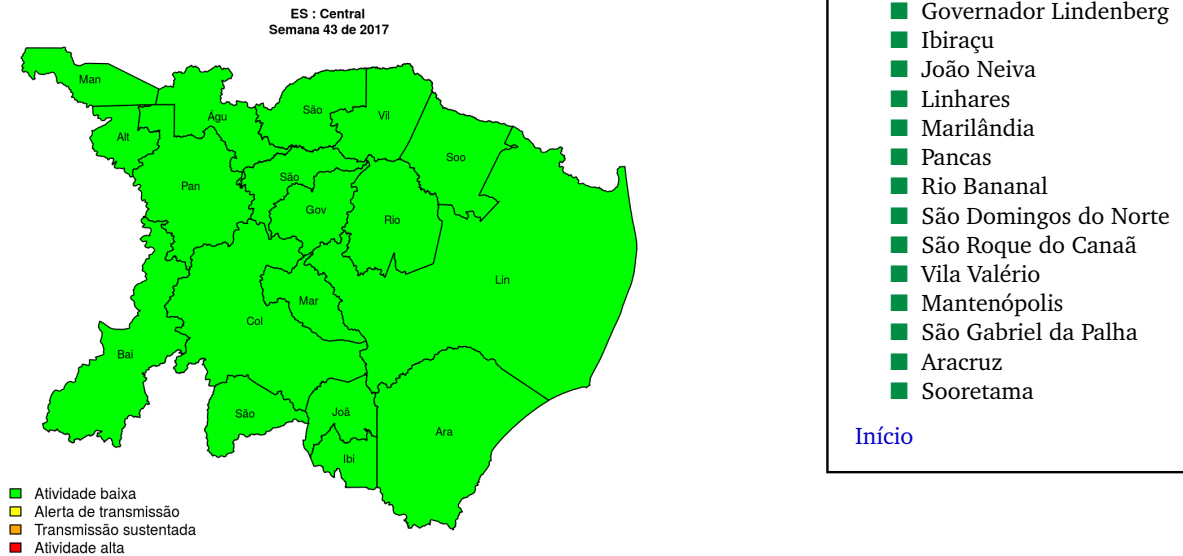 ES : Central
Semana 43 de 2017
Man
Águ
São
Vil
Alt
Soo
Pan
São
Gov
Rio
Lin
Mar
Col
Bai
São
Joã
Ara
Ibi
Atividade baixa
Alerta de transmissão
Transmissão sustentada
Atividade alta
Governador Lindenberg
Ibiraçu
João Neiva
Linhares
Marilândia
Pancas
Rio Bananal
São Domingos do Norte
São Roque do Canaã
Vila Valério
Mantenópolis
São Gabriel da Palha
Aracruz
Sooretama
Início